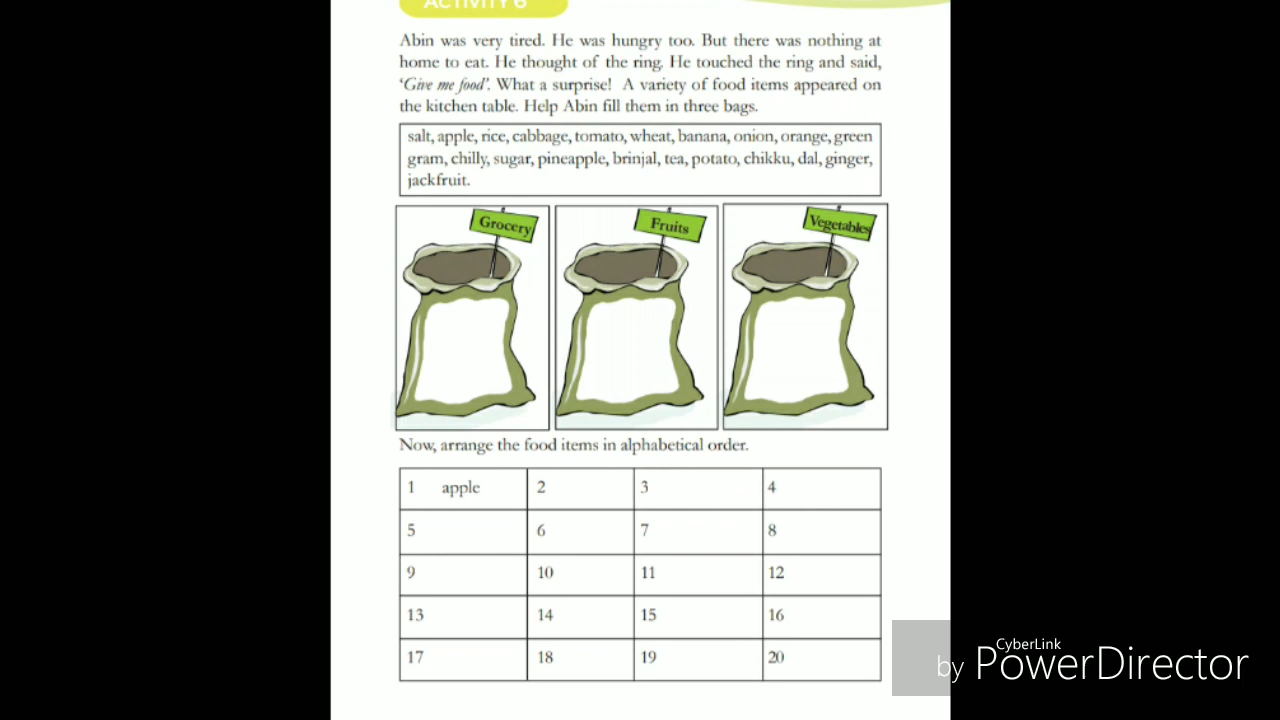 ACTIVITY 6
Abin was very tired. He was hungry too. But there was nothing at
home to eat. He thought of the ring. He touched the ring and said,
‘Give me food’. What a surprise! A variety of food items appeared on
the kitchen table. Help Abin fill them in three bags.
salt, apple, rice, cabbage, tomato, wheat, banana, onion, orange, green
gram, chilly, sugar, pineapple, brinjal, tea, potato, chikku, dal, ginger,
jackfruit.
Grocery Fruits Vegetables
Now, arrange the food items in alphabetical order.
1 apple 2 3 4
5 6 7 8
9 10 11 12
13 14 15 16
17 18 19 20
CyberLink
by PowerDirector